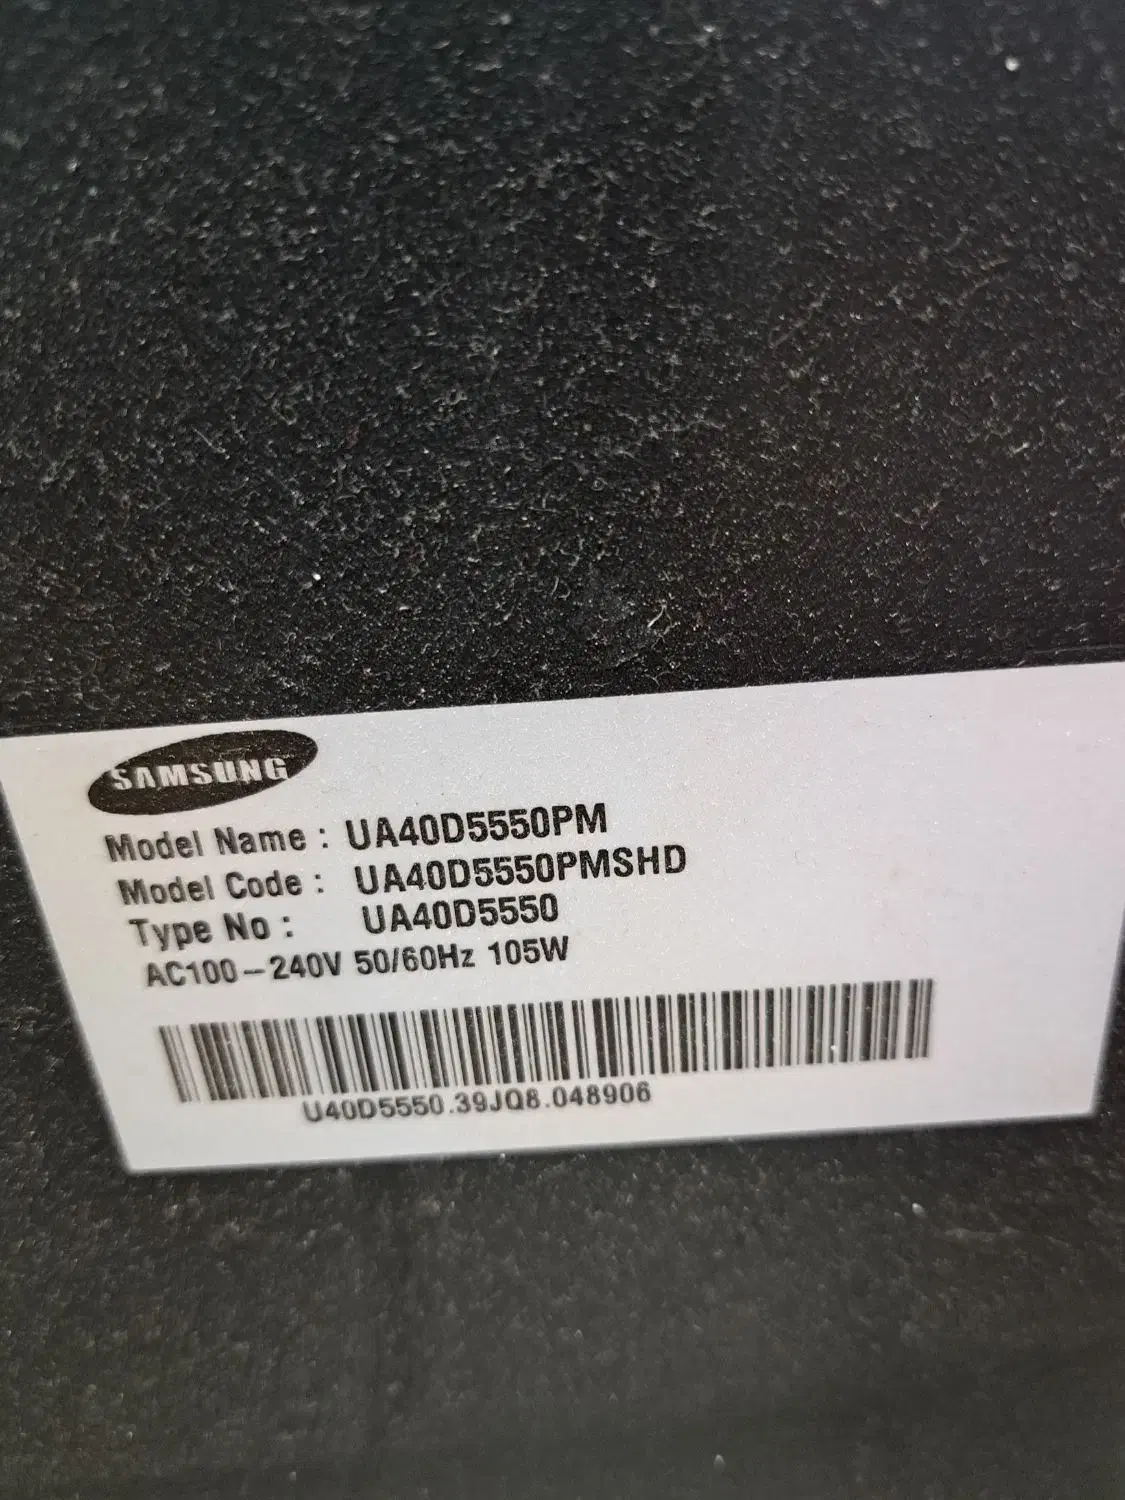 SAMSUNG
Model Name : UA40D5550PM
Model Code : UA40D5550PMSHD
Type No : UA40D5550
AC100-240V 50/60Hz 105W
U40D5550.39JQ8.048906